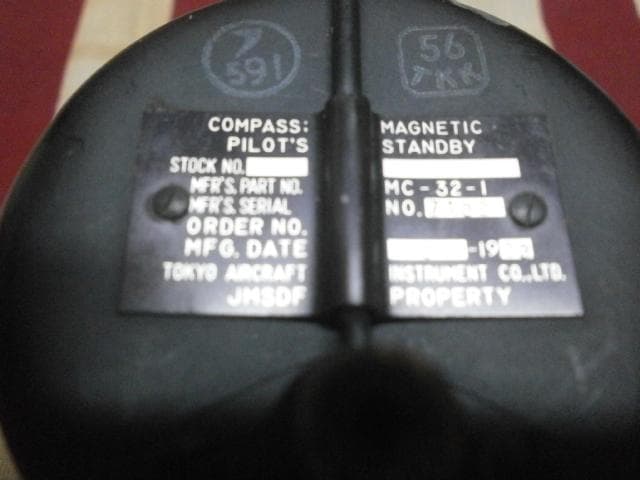 7
591
56
TKK
COMPASS: MAGNETIC
PILOT'S STANDBY
STOCK NO.
MFR'S. PART NO. MC-32-1
MFR'S. SERIAL NO.
ORDER NO.
MFG. DATE -19
TOKYO AIRCRAFT INSTRUMENT CO., LTD.
JMSDF PROPERTY